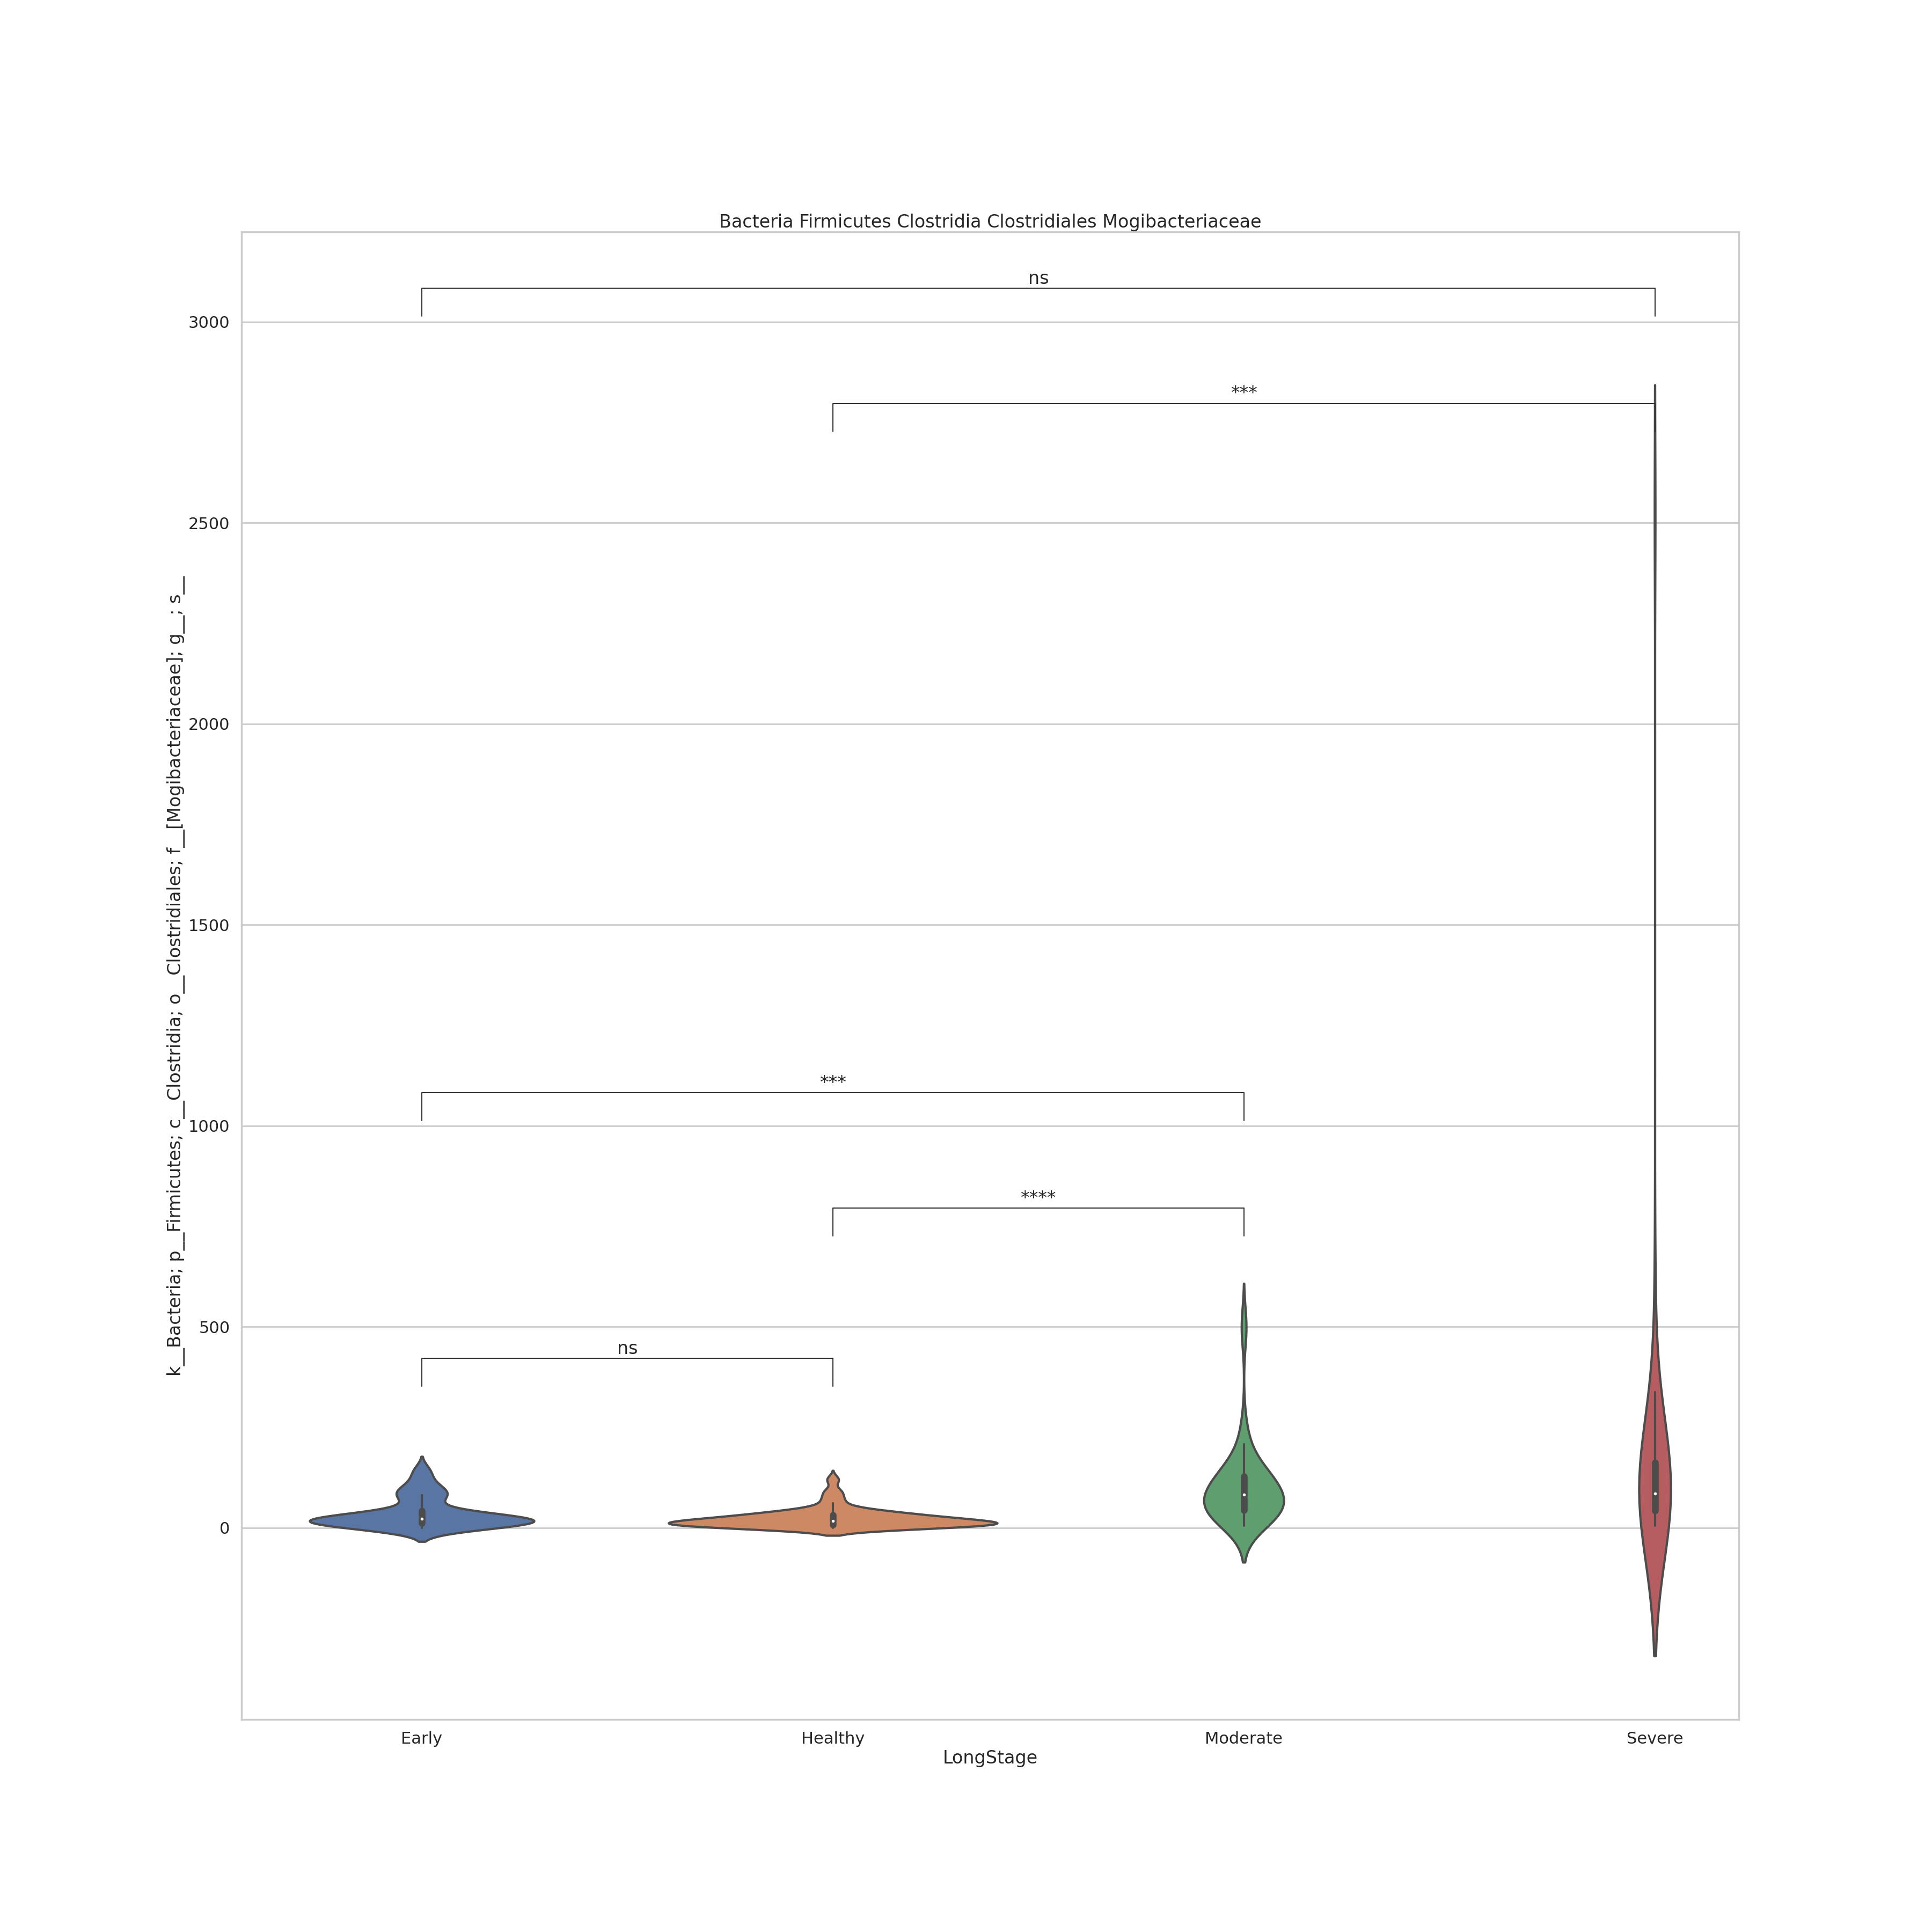 Bacteria Firmicutes Clostridia Clostridiales Mogibacteriaceae
ns
3000
***
2500
k__Bacteria; p__Firmicutes; c__Clostridia; o__Clostridiales; f__[Mogibacteriaceae]; g__; s__
2000
1500
***
1000
****
500
ns
0
Early Healthy Moderate Severe
LongStage